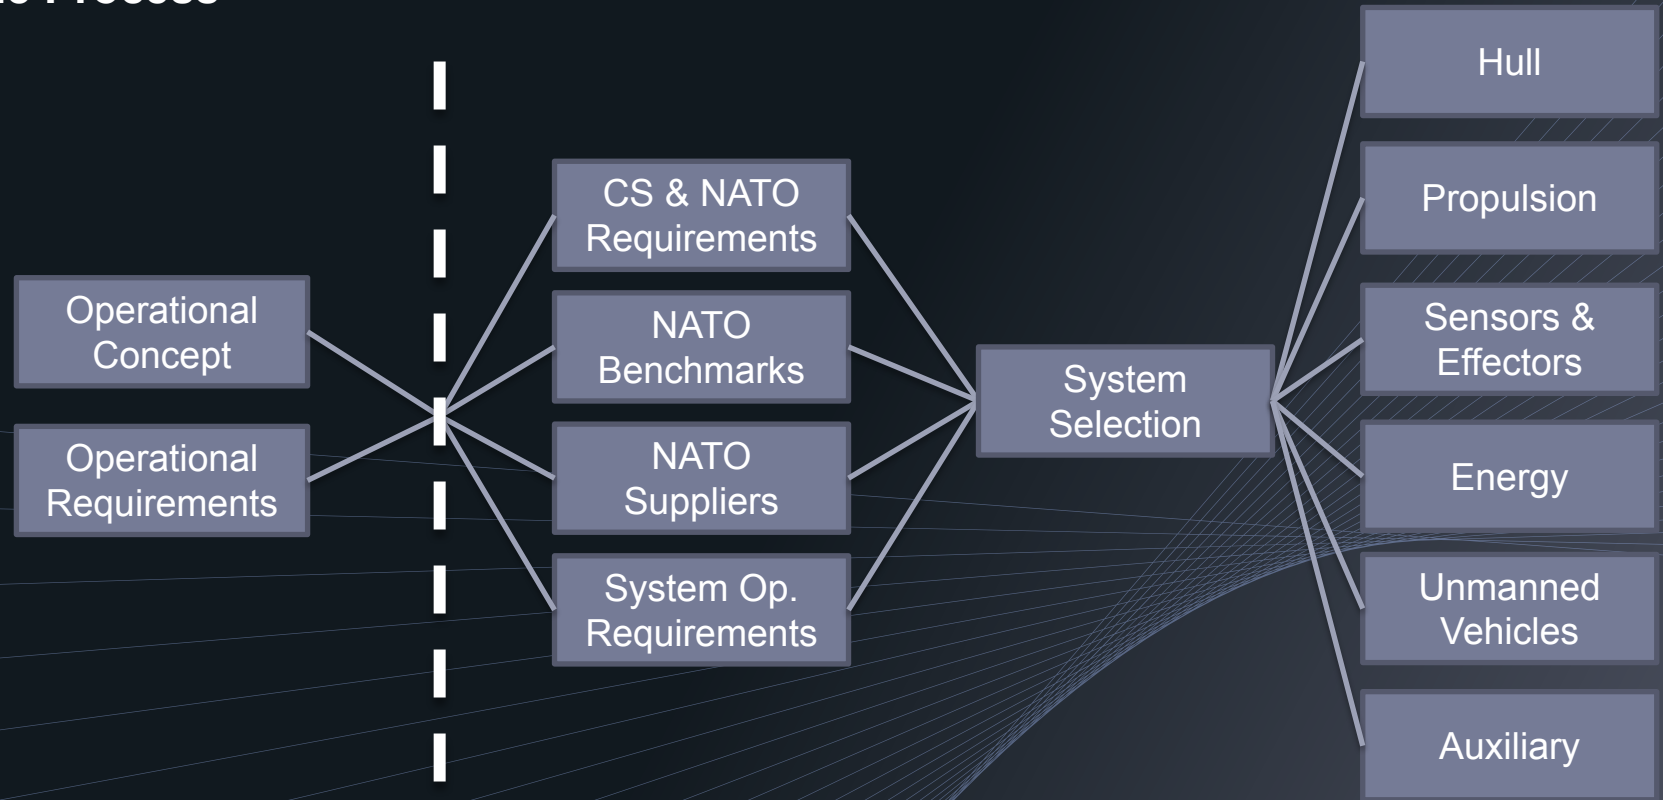 Process
Operational
Concept
Operational
Requirements
CS & NATO
Requirements
NATO
Benchmarks
NATO
Suppliers
System Op.
Requirements
System
Selection
Hull
Propulsion
Sensors &
Effectors
Energy
Unmanned
Vehicles
Auxiliary